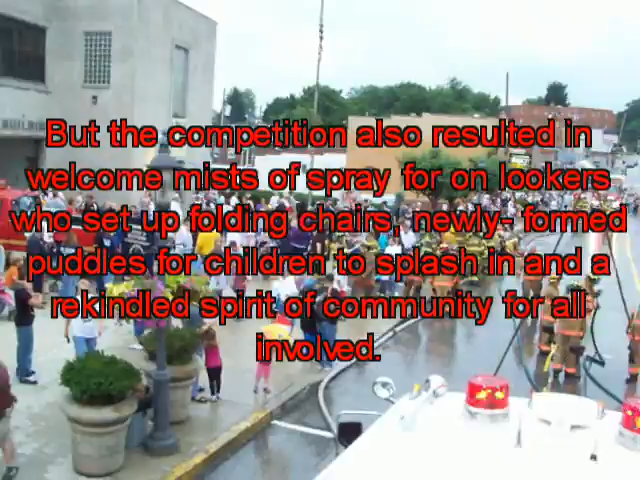 But the competition also resulted in
welcome mists of spray for on lookers
who set up folding chairs, newly- formed
puddles for children to splash in and a
rekindled spirit of community for all
involved.